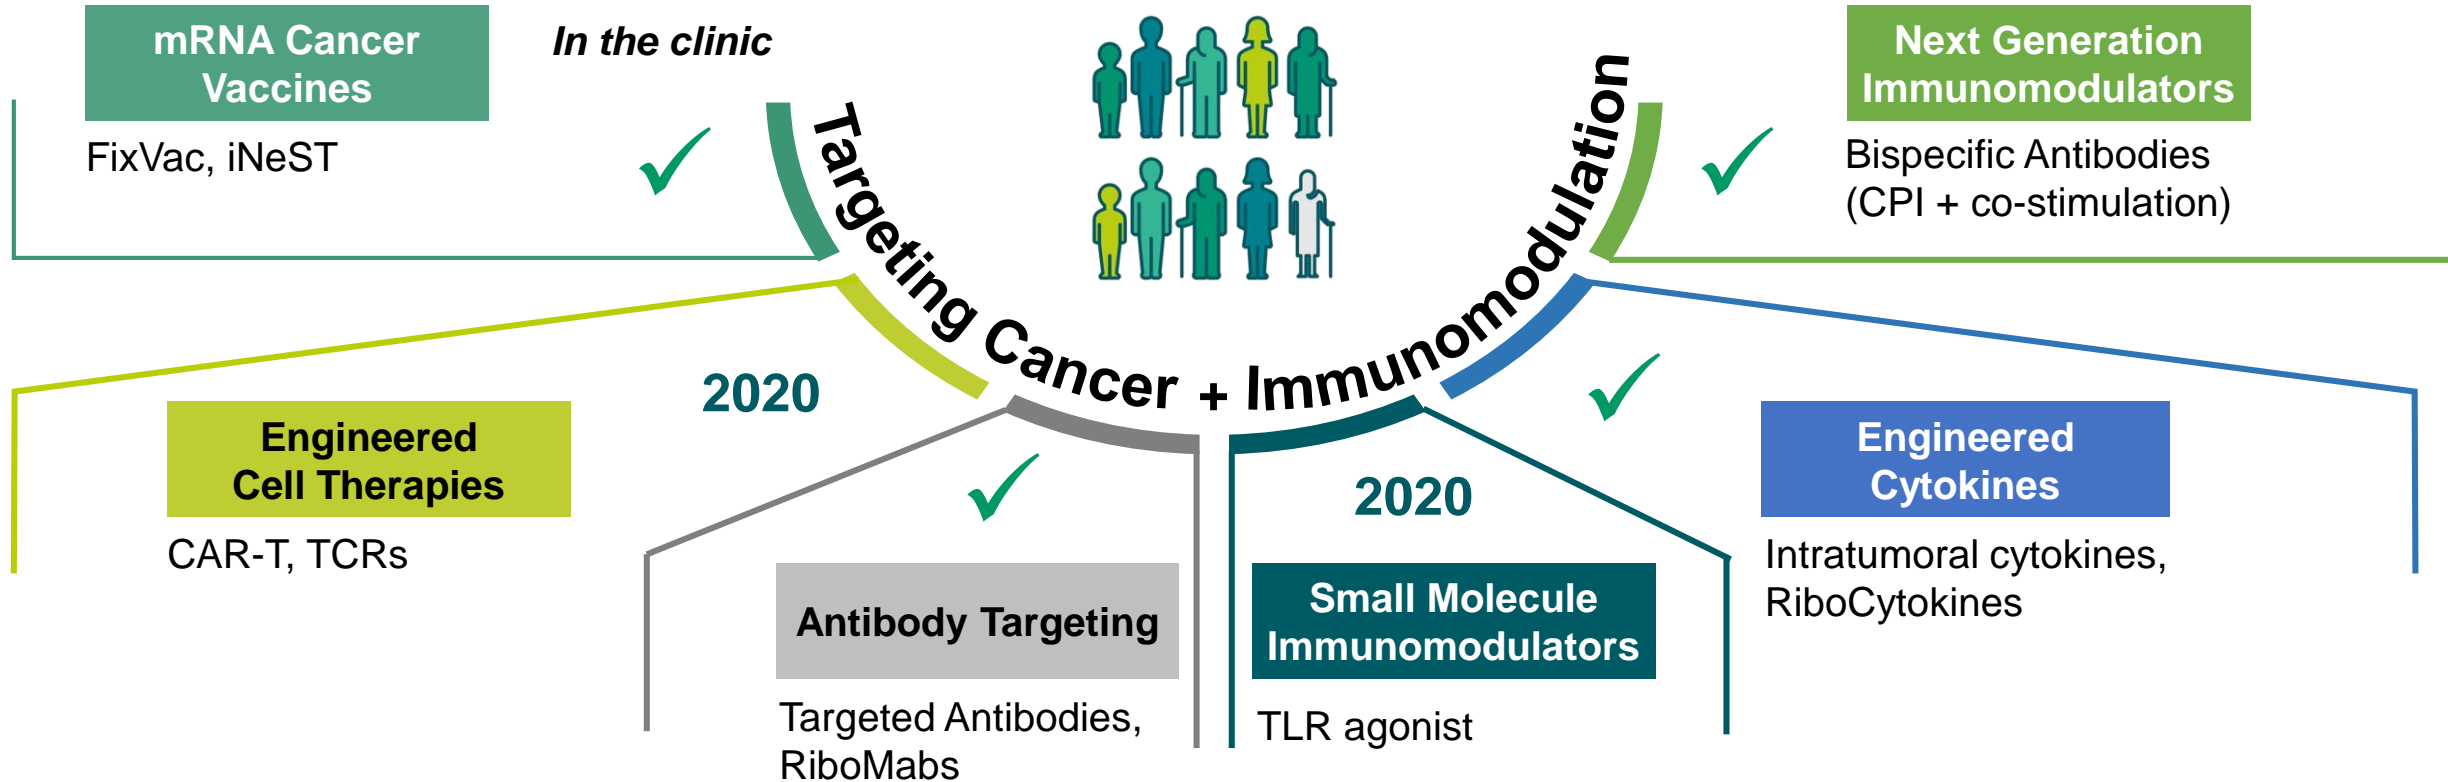 mRNA Cancer
Vaccines
FixVac, iNeST
In the clinic
Targeting Cancer + Immunomodulation
Next Generation
Immunomodulators
Bispecific Antibodies
(CPI + co-stimulation)
2020
Engineered
Cell Therapies
CAR-T, TCRs
Antibody Targeting
Targeted Antibodies,
RiboMabs
2020
Small Molecule
Immunomodulators
TLR agonist
Engineered
Cytokines
Intratumoral cytokines,
RiboCytokines